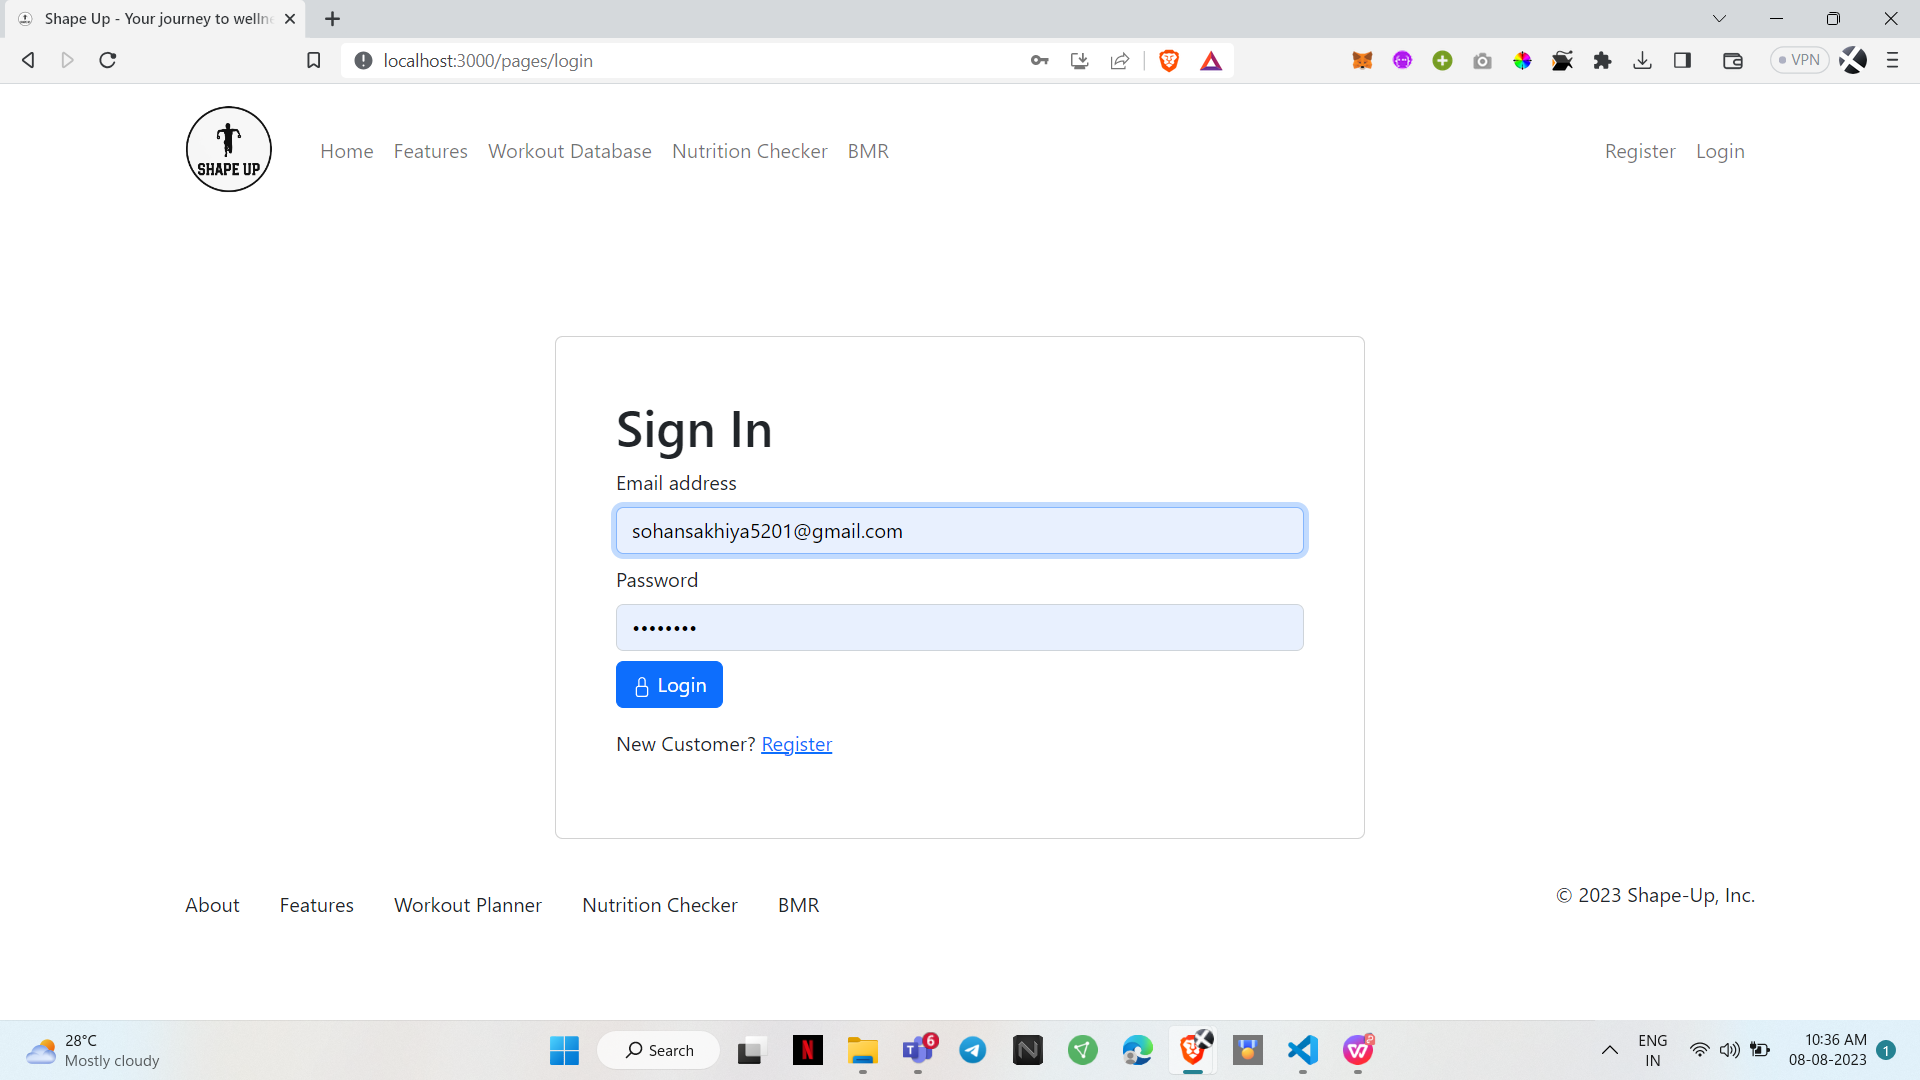 Shape Up - Your journey to wellne
localhost:3000/pages/login
VPN
SHAPE UP
Home Features Workout Database Nutrition Checker BMR
Register Login
Sign In
Email address
sohansakhiya5201@gmail.com
Password
••••••••
Login
New Customer? Register
About Features Workout Planner Nutrition Checker BMR
© 2023 Shape-Up, Inc.
28°C
Mostly cloudy
Search
6
ENG
IN
10:36 AM
08-08-2023
1